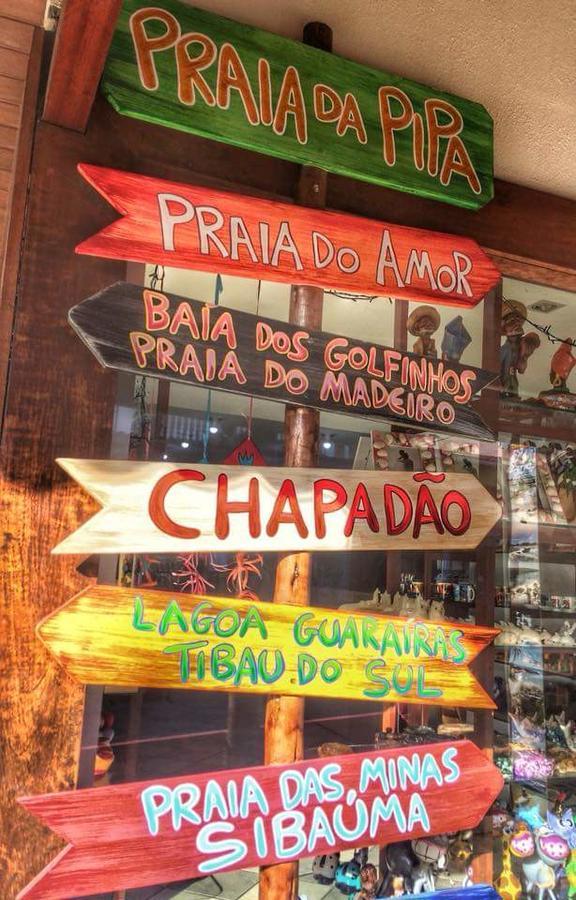 PRAIA DA PIPA
PRAIA DO AMOR
BAÍA DOS GOLFINHOS
PRAIA DO MADEIRO
CHAPADÃO
LAGOA GUARAÍRAS
TIBAU DO SUL
PRAIA DAS MINAS
SIBAÚMA